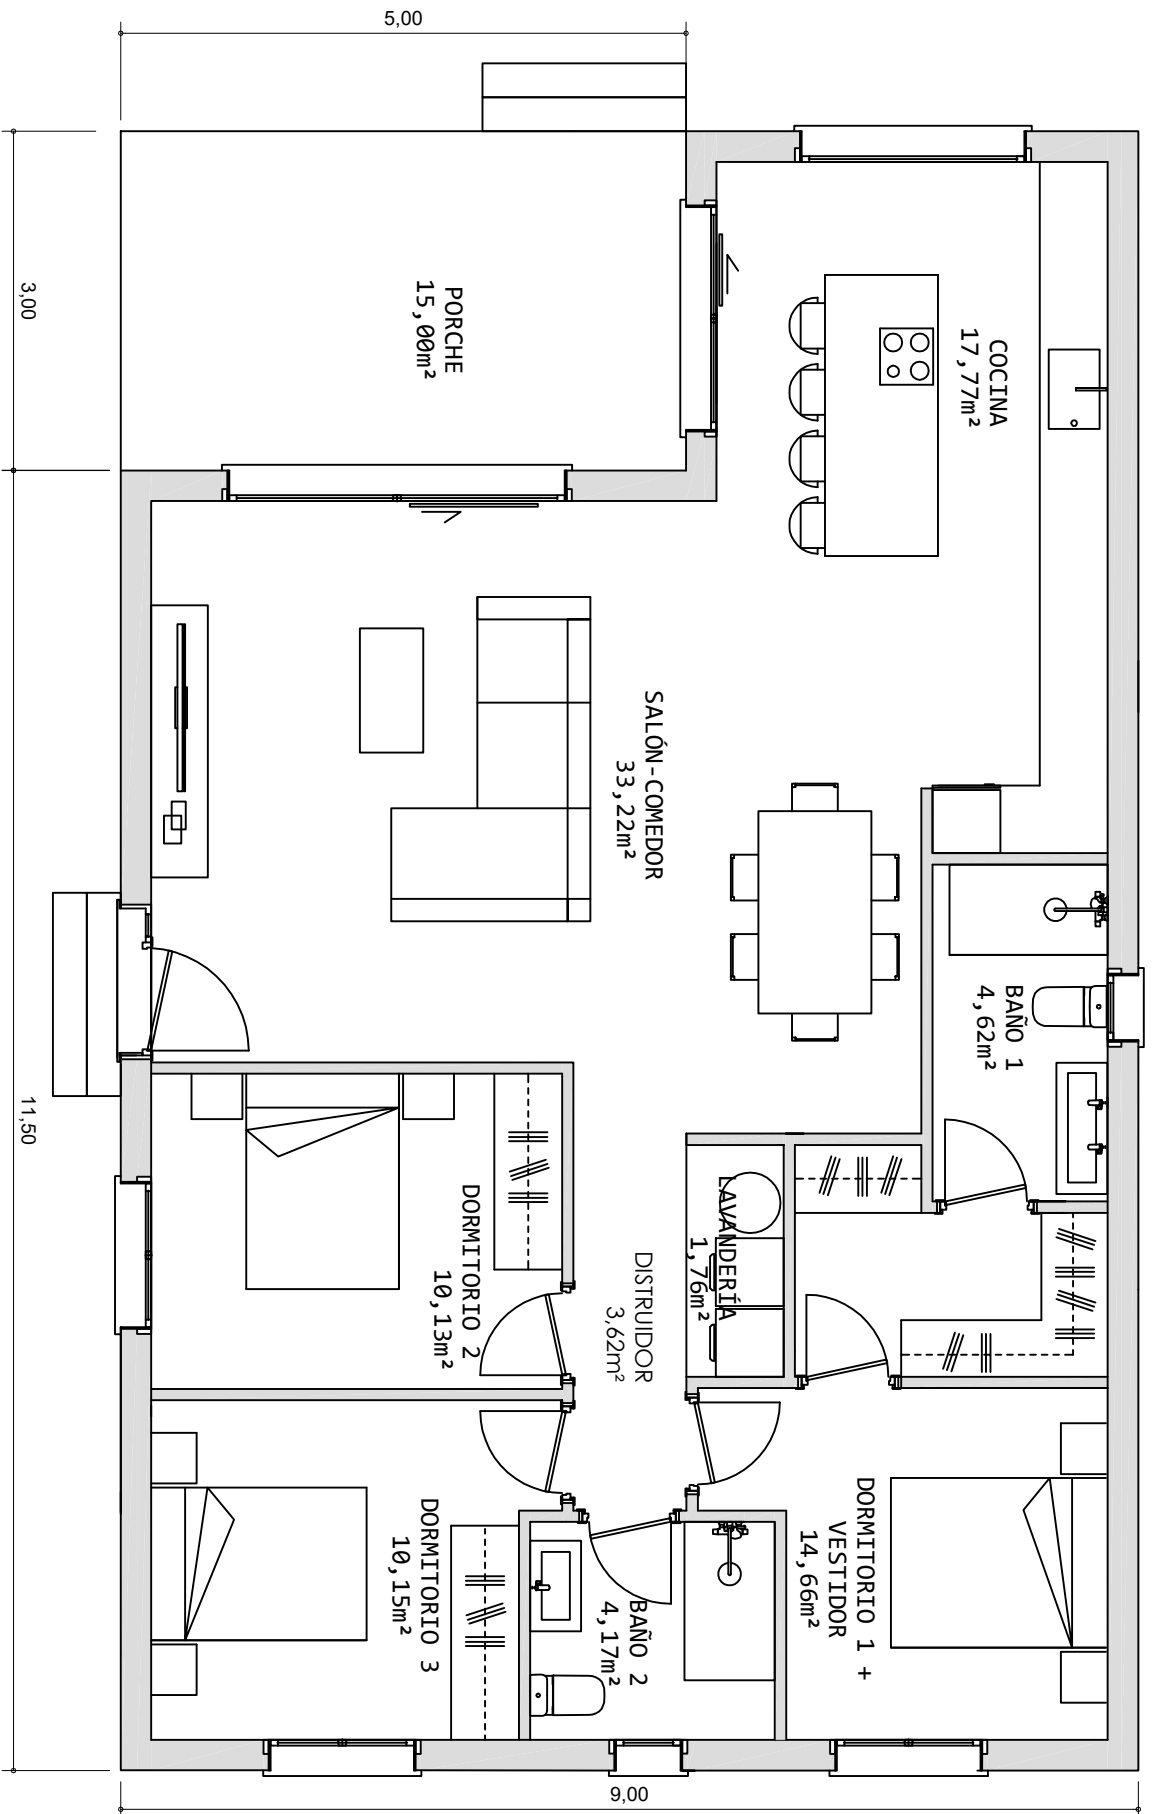 5,00
3,00
11,50
9,00
PORCHE
15,00m²
COCINA
17,77m²
SALÓN-COMEDOR
33,22m²
BAÑO 1
4,62m²
LAVANDERÍA
1,76m²
DISTRUIDOR
3,62m²
DORMITORIO 2
10,13m²
DORMITORIO 3
10,15m²
BAÑO 2
4,17m²
DORMITORIO 1 +
VESTIDOR
14,66m²